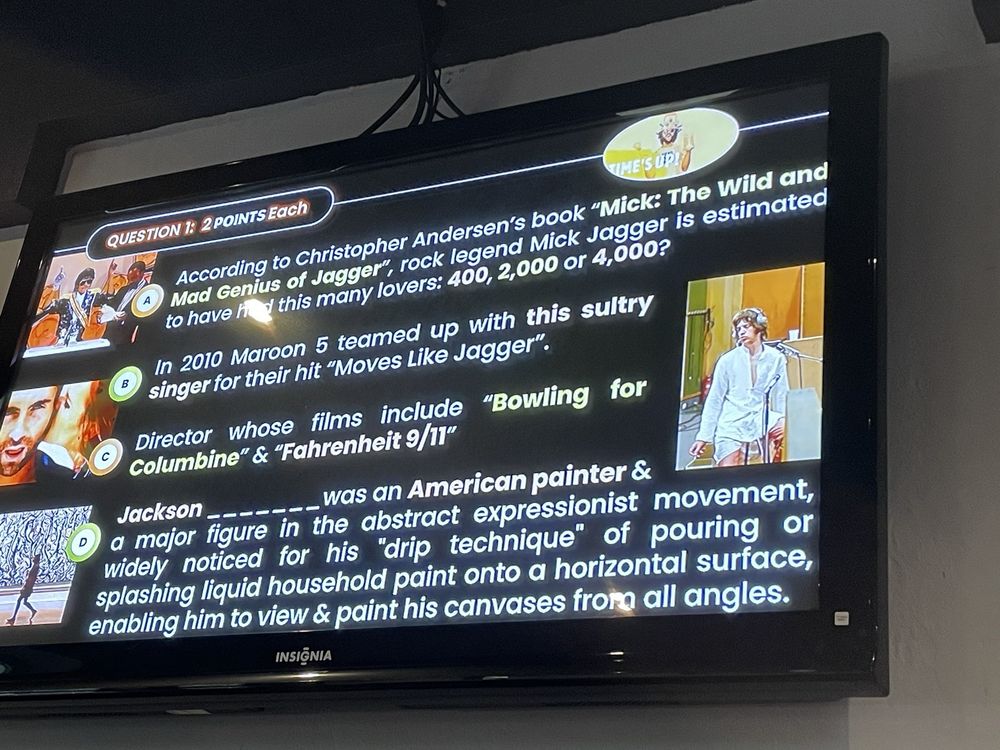 TIME'S UP!
QUESTION 1: 2 POINTS Each
According to Christopher Andersen's book “Mick: The Wild and
Mad Genius of Jagger”, rock legend Mick Jagger is estimated
to have had this many lovers: 400, 2,000 or 4,000?
A
In 2010 Maroon 5 teamed up with this sultry
singer for their hit “Moves Like Jagger”.
B
Director whose films include “Bowling for
Columbine” & “Fahrenheit 9/11”
C
Jackson _______ was an American painter &
a major figure in the abstract expressionist movement,
widely noticed for his "drip technique" of pouring or
splashing liquid household paint onto a horizontal surface,
enabling him to view & paint his canvases from all angles.
D
INSIGNIA